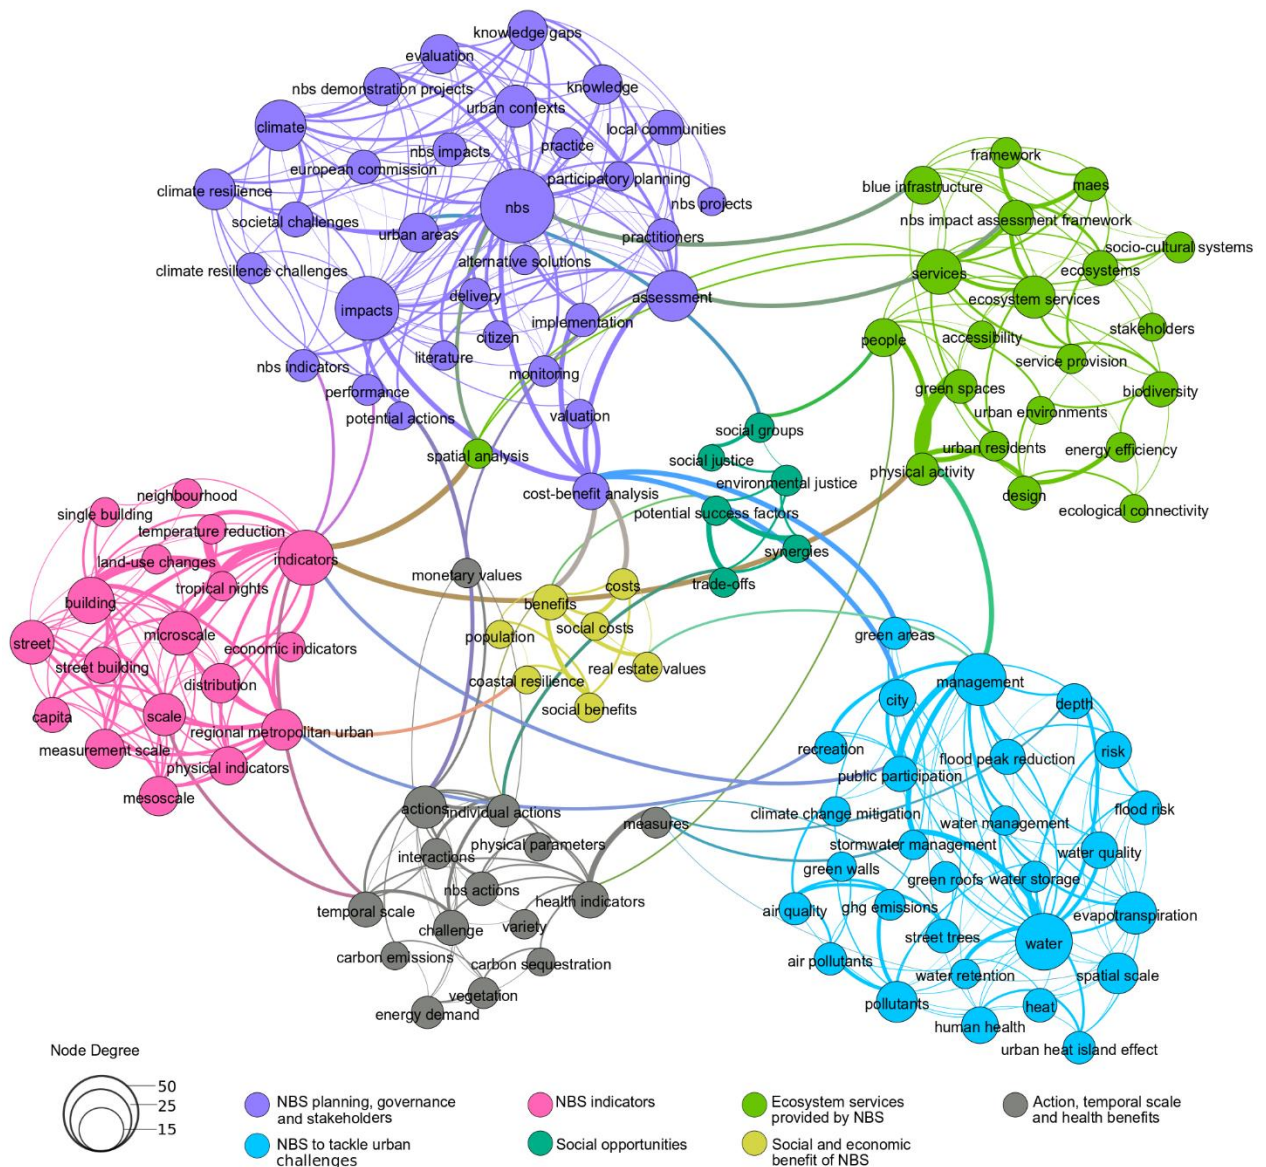 knowledge gaps
evaluation
nbs demonstration projects
knowledge
urban contexts
climate
local communities
practice
nbs impacts
european commission
participatory planning
climate resilience
nbs projects
nbs
societal challenges
urban areas
practitioners
alternative solutions
climate resilience challenges
delivery
assessment
impacts
implementation
citizen
literature
nbs indicators
monitoring
performance
potential actions
valuation
spatial analysis
cost-benefit analysis
framework
blue infrastructure
maes
nbs impact assessment framework
socio-cultural systems
services
ecosystems
ecosystem services
stakeholders
people
accessibility
service provision
green spaces
biodiversity
urban environments
urban residents
energy efficiency
physical activity
design
ecological connectivity
social groups
social justice
environmental justice
potential success factors
synergies
trade-offs
neighbourhood
single building
temperature reduction
land-use changes
indicators
tropical nights
building
microscale
street
economic indicators
street building
distribution
capita
scale
regional metropolitan urban
measurement scale
physical indicators
mesoscale
monetary values
costs
benefits
social costs
population
real estate values
coastal resilience
social benefits
actions
individual actions
measures
physical parameters
interactions
nbs actions
health indicators
temporal scale
challenge
variety
carbon emissions
carbon sequestration
vegetation
energy demand
green areas
management
city
depth
recreation
flood peak reduction
risk
public participation
climate change mitigation
flood risk
water management
stormwater management
water quality
green walls
green roofs
water storage
air quality
ghg emissions
evapotranspiration
street trees
water
air pollutants
water retention
spatial scale
pollutants
heat
human health
urban heat island effect
Node Degree
50
25
15
NBS planning, governance
and stakeholders
NBS to tackle urban
challenges
NBS indicators
Social opportunities
Ecosystem services
provided by NBS
Social and economic
benefit of NBS
Action, temporal scale
and health benefits